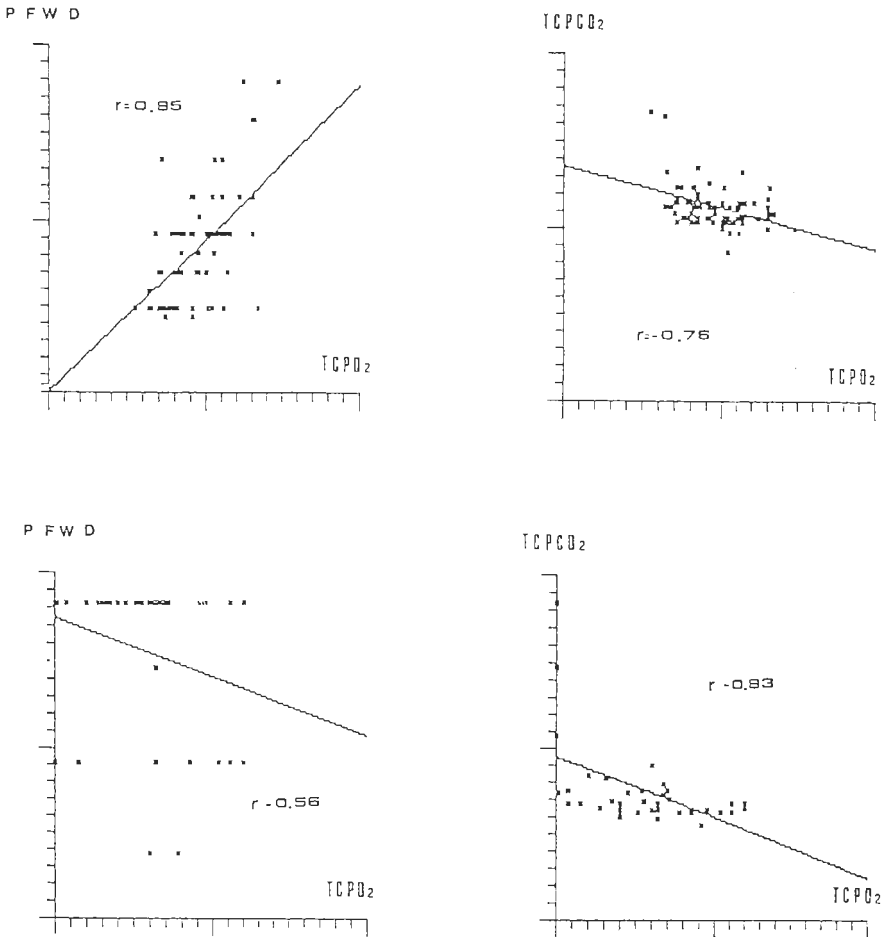 P F W D
r=0.85
TCPO2
TCPCO2
r=-0.76
TCPO2
P F W D
r -0.56
TCPO2
TCPCO2
r -0.83
TCPO2